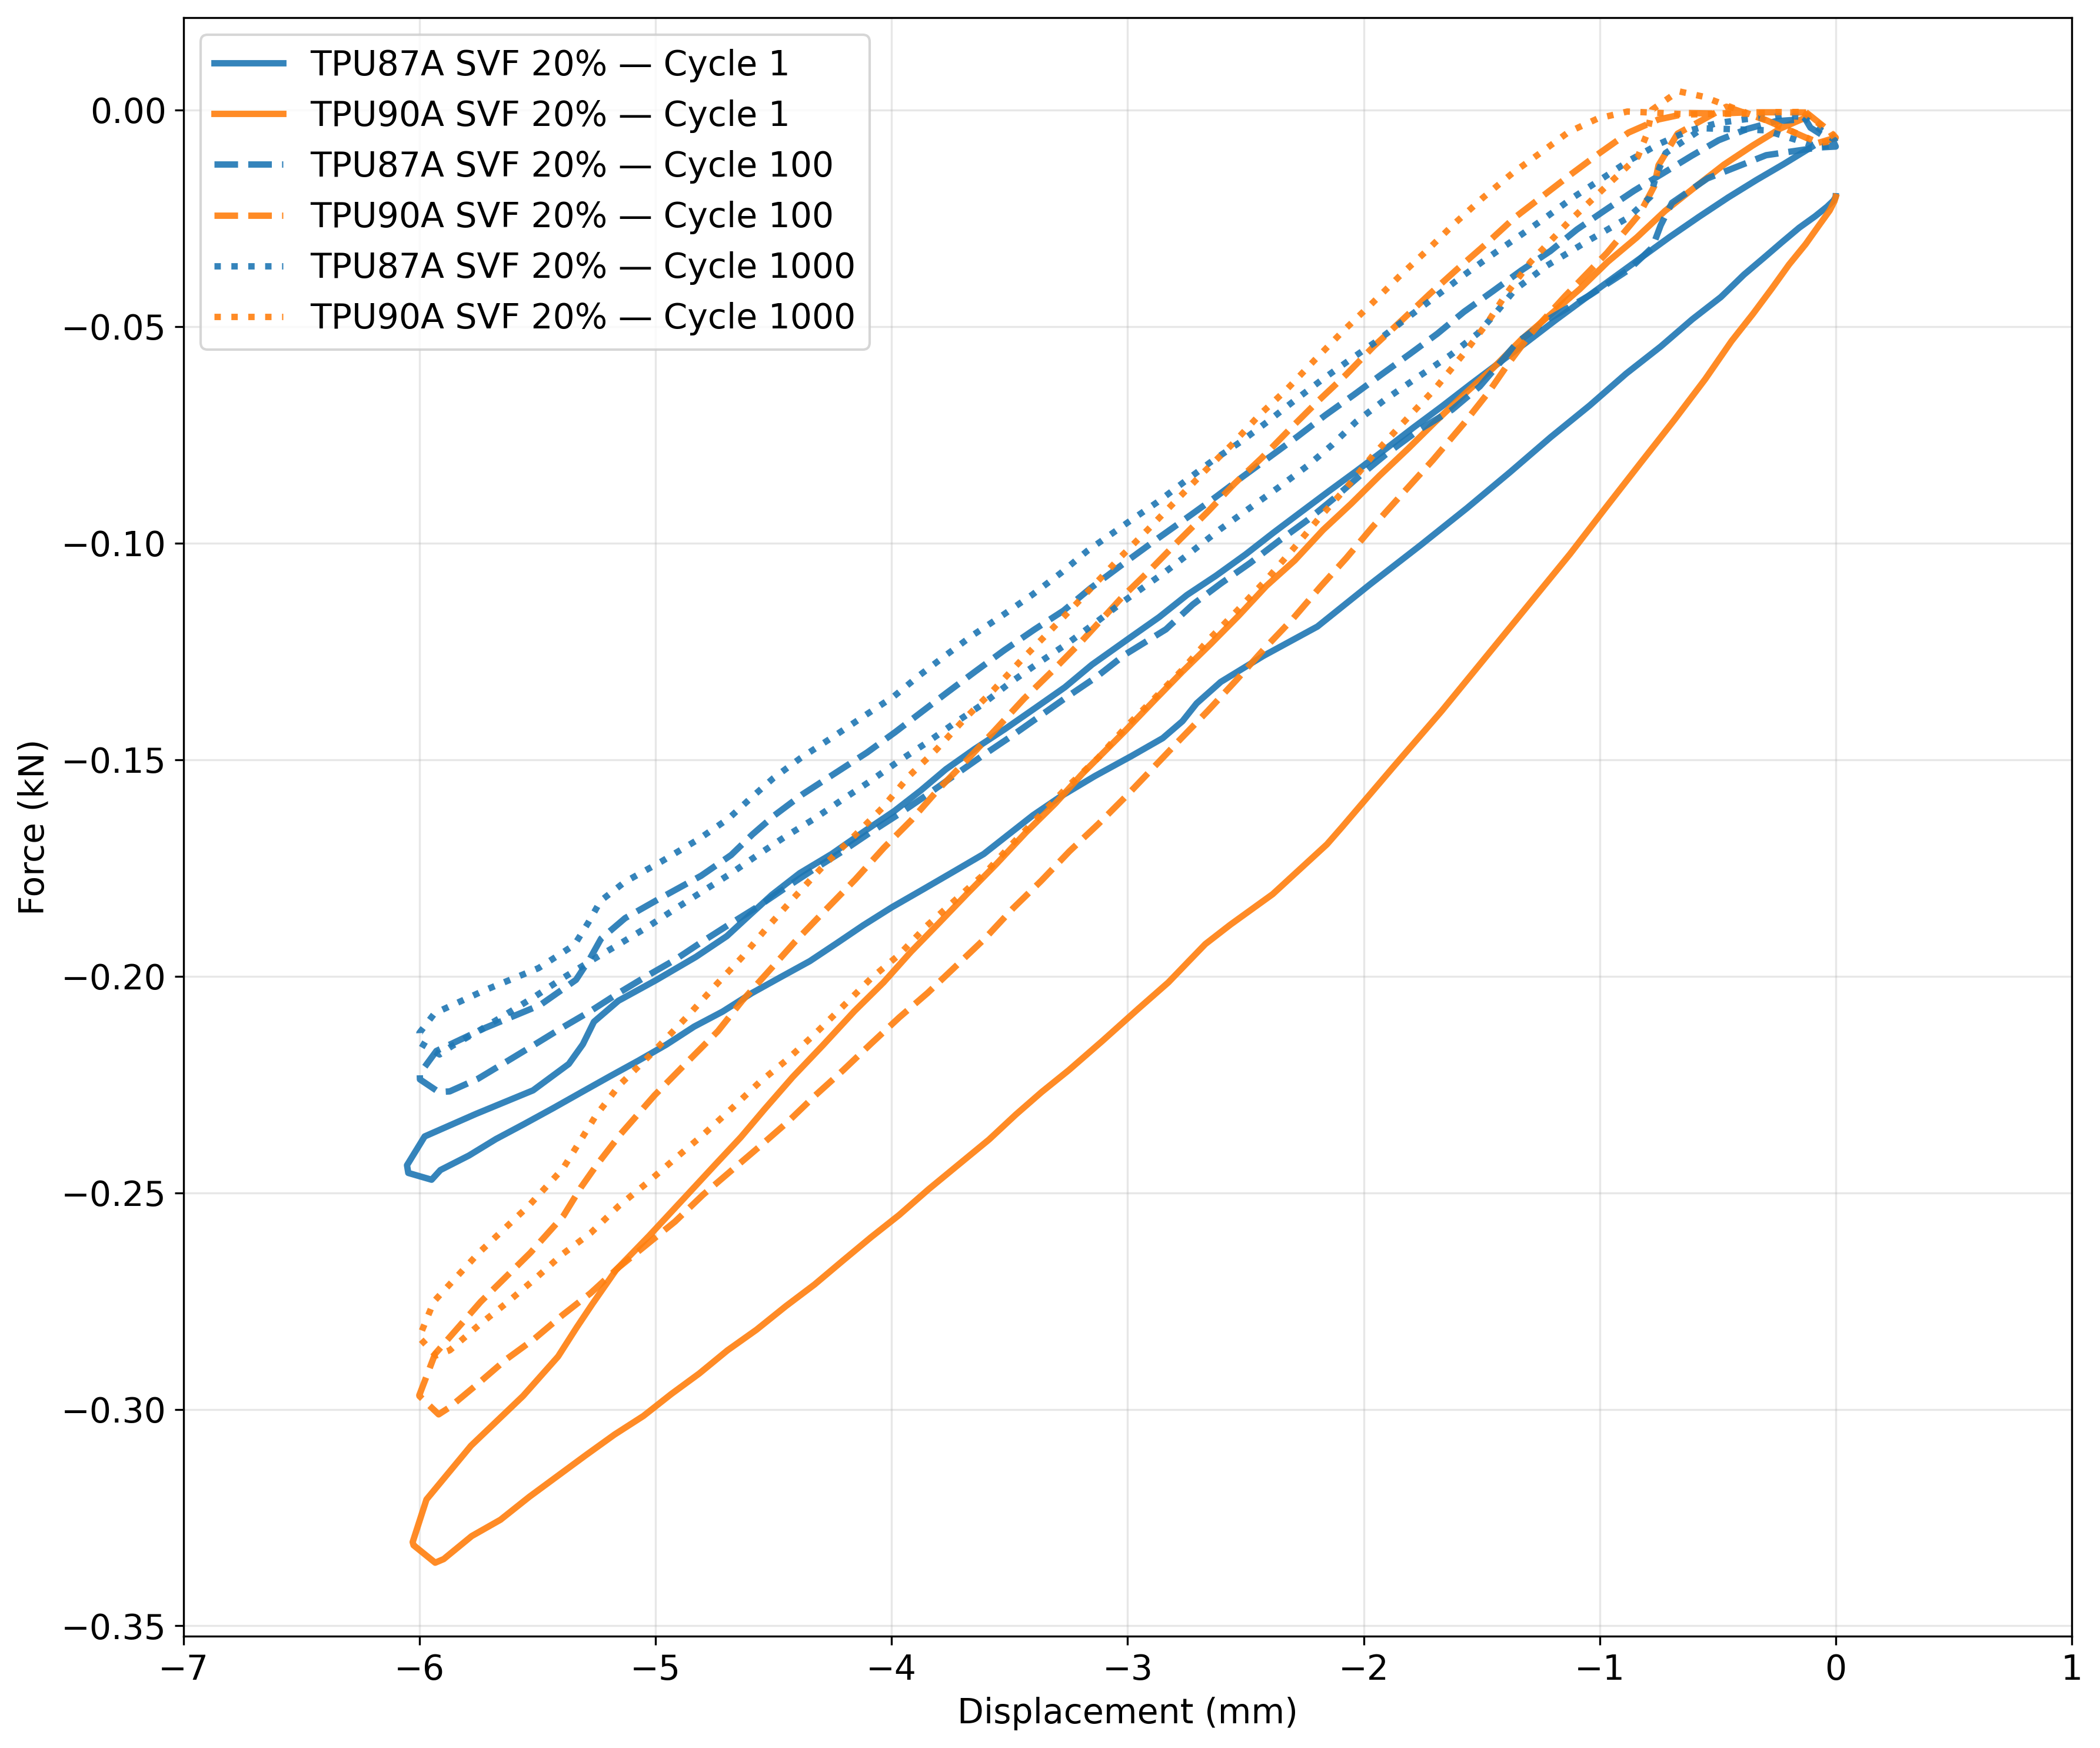 TPU87A SVF 20% — Cycle 1
TPU90A SVF 20% — Cycle 1
TPU87A SVF 20% — Cycle 100
TPU90A SVF 20% — Cycle 100
TPU87A SVF 20% — Cycle 1000
TPU90A SVF 20% — Cycle 1000
0.00
−0.05
−0.10
−0.15
−0.20
−0.25
−0.30
−0.35
Force (kN)
−7 −6 −5 −4 −3 −2 −1 0 1
Displacement (mm)